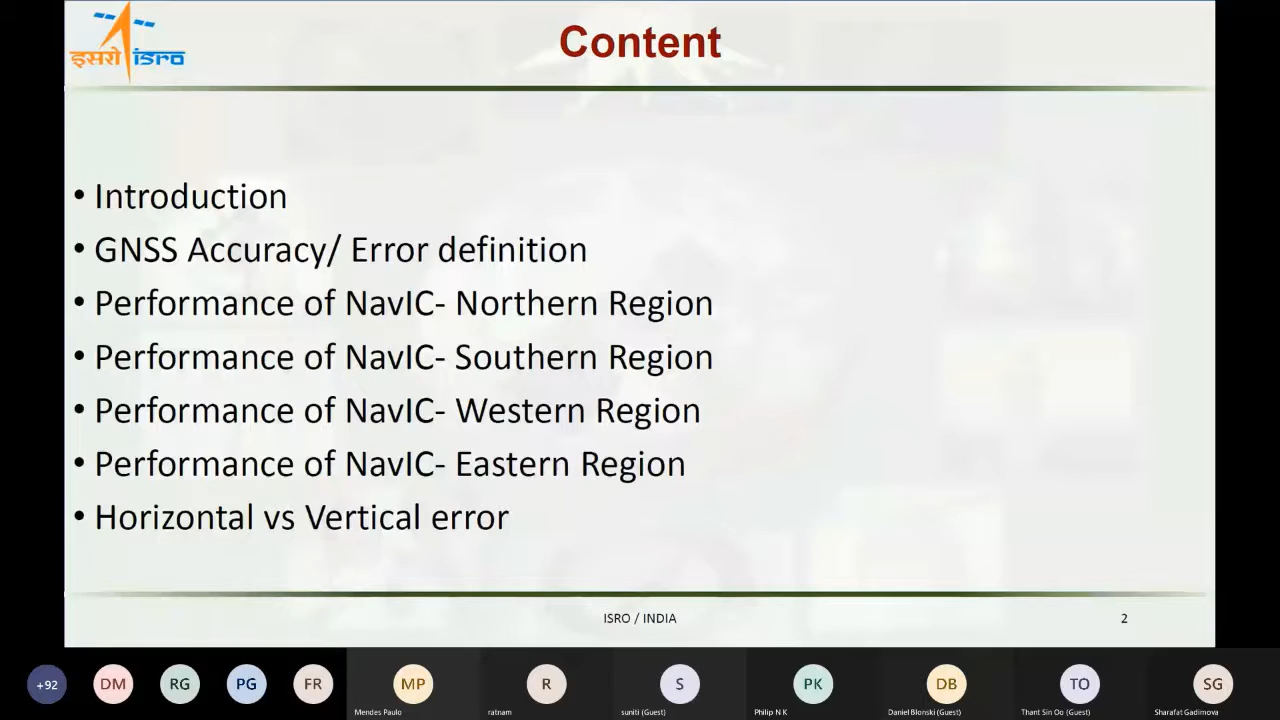 इसरो isro
Content
• Introduction
• GNSS Accuracy/ Error definition
• Performance of NavIC- Northern Region
• Performance of NavIC- Southern Region
• Performance of NavIC- Western Region
• Performance of NavIC- Eastern Region
• Horizontal vs Vertical error
ISRO / INDIA 2
+92 DM RG PG FR MP R S PK DB TO SG
Mendes Paulo ratnam suniti (Guest) Philip N K Daniel Blonski (Guest) Thant Sin Oo (Guest) Sharafat Gadimova